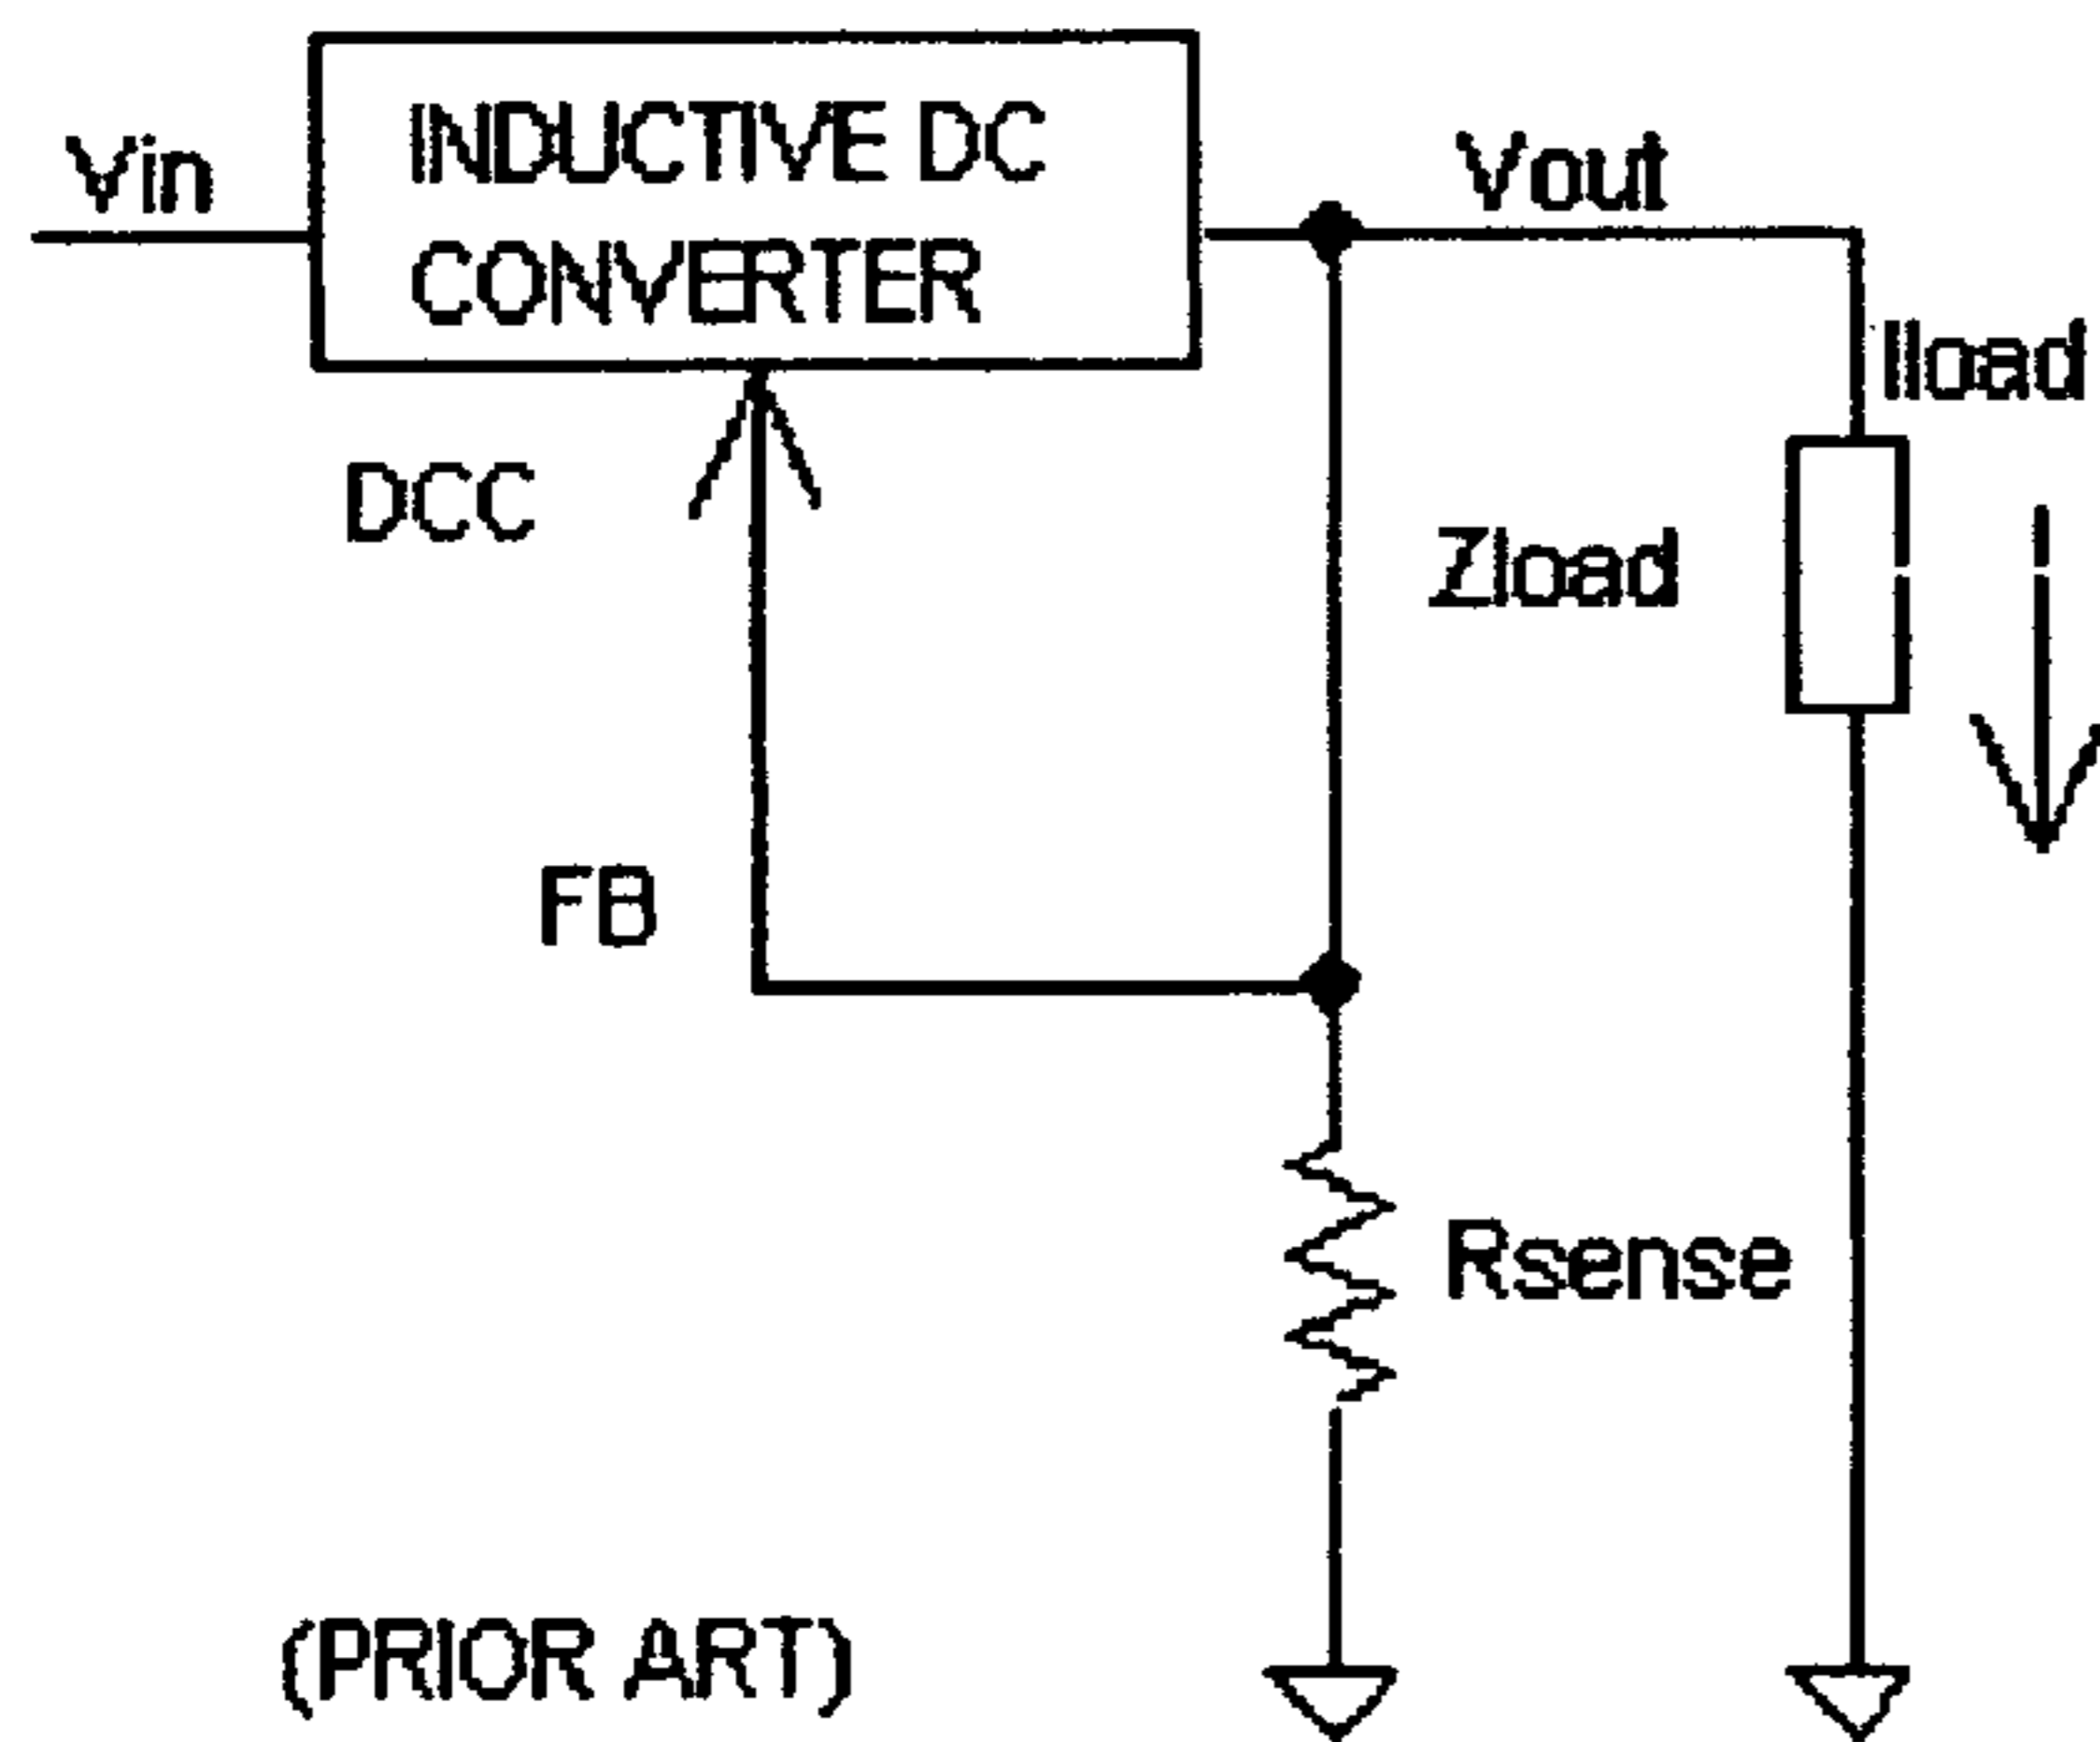 Vin
INDUCTIVE DC
CONVERTER
Vout
Iload
DCC
Zload
FB
Rsense
(PRIOR ART)